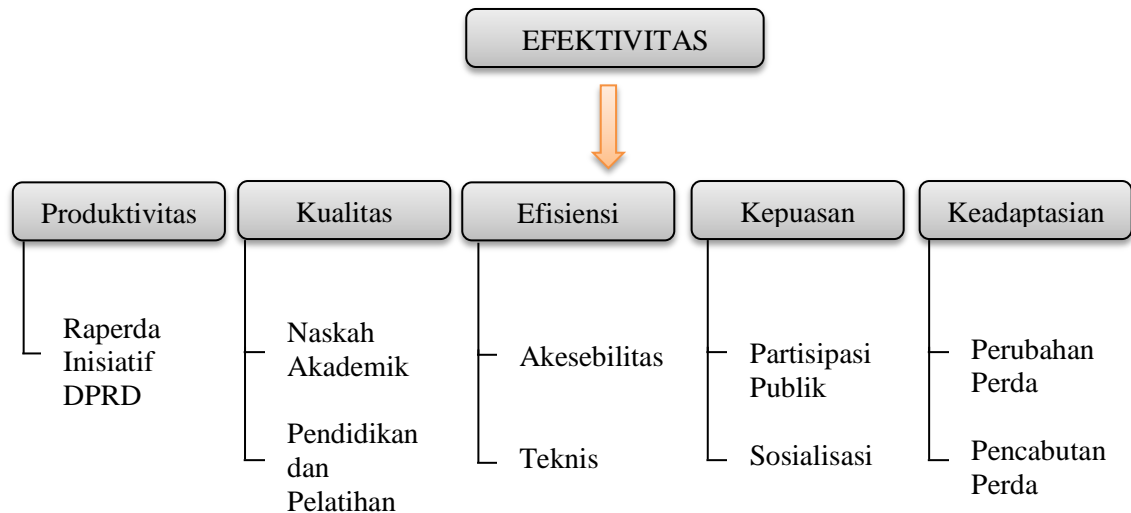 EFEKTIVITAS
Produktivitas
Kualitas
Efisiensi
Kepuasan
Keadaptasian
Raperda
Inisiatif
DPRD
Naskah
Akademik
Pendidikan
dan
Pelatihan
Akesebilitas
Teknis
Partisipasi
Publik
Sosialisasi
Perubahan
Perda
Pencabutan
Perda